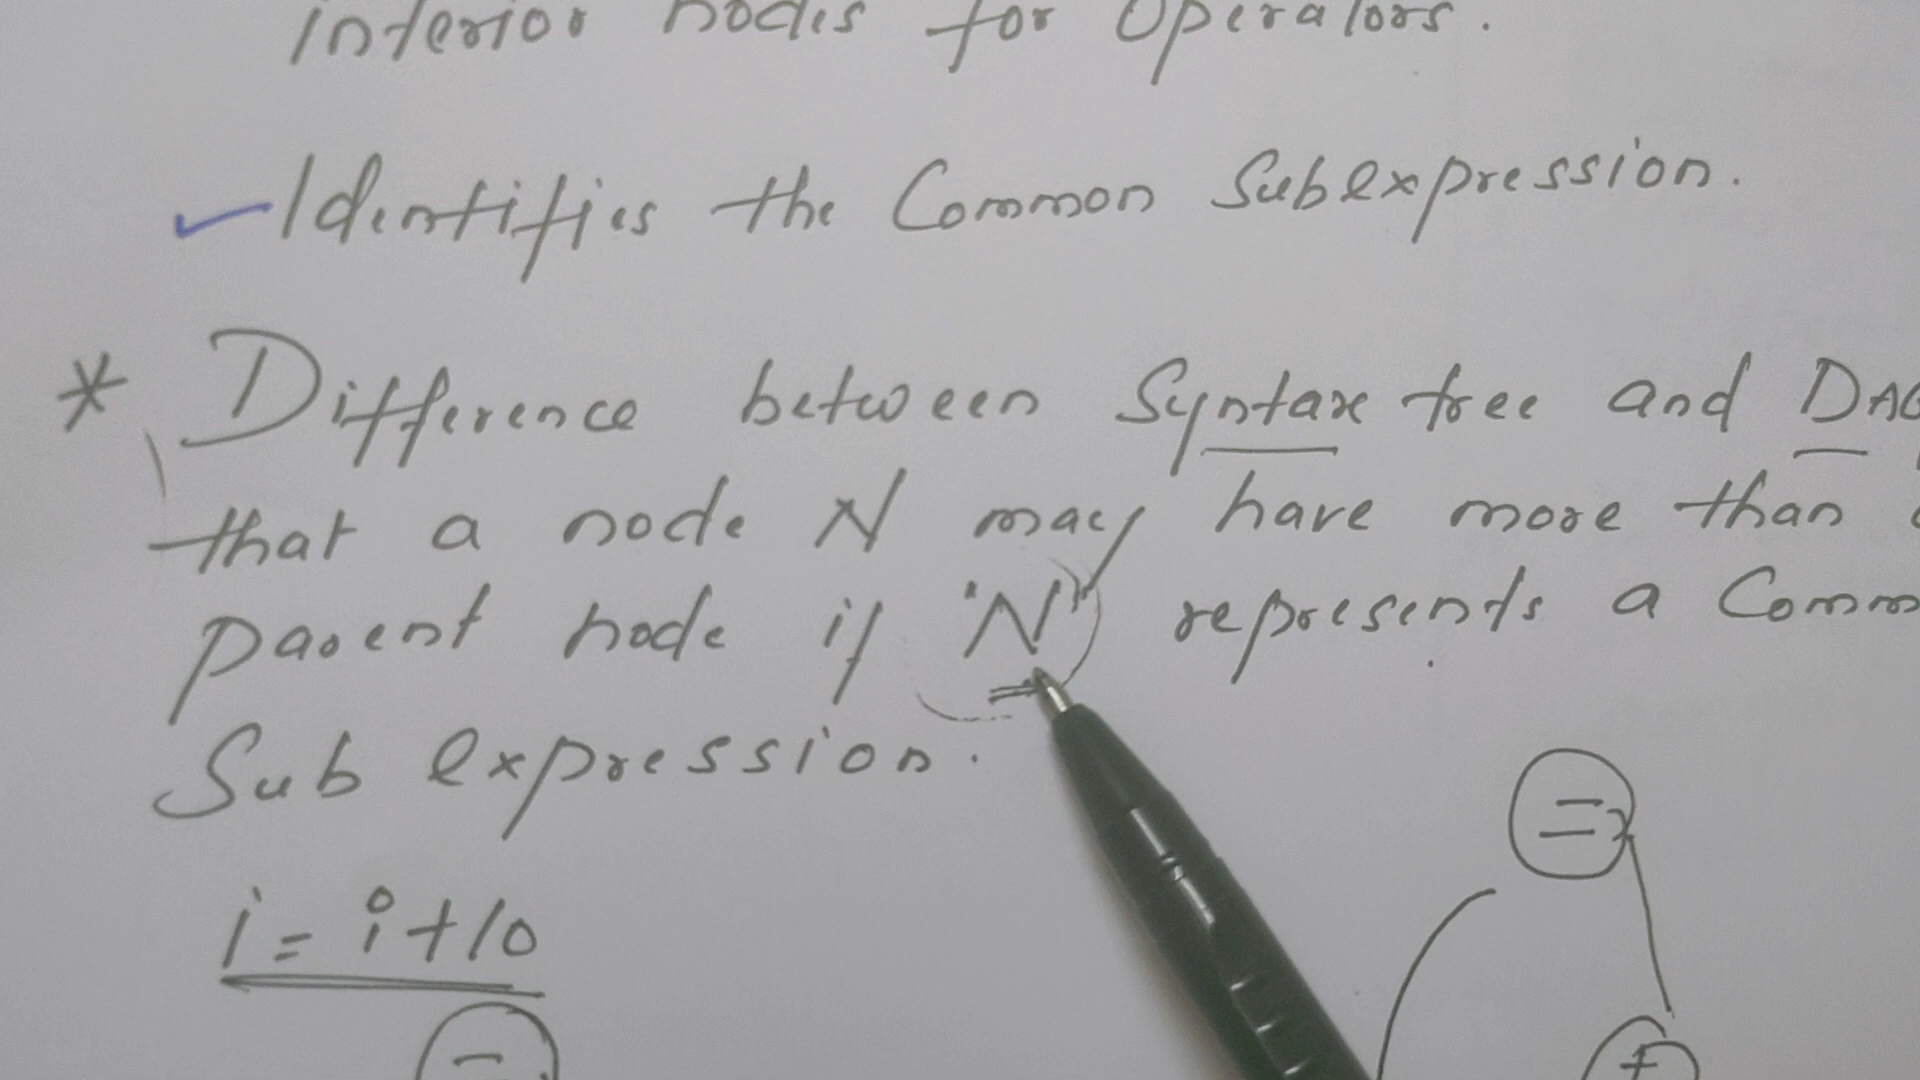 interior nodes for Operators.
Identifies the Common Subexpression.
* Difference between Syntax tree and DAG
that a node N may have more than
parent node if 'N' represents a Comm
Sub expression.
i = i+10
=
=
+